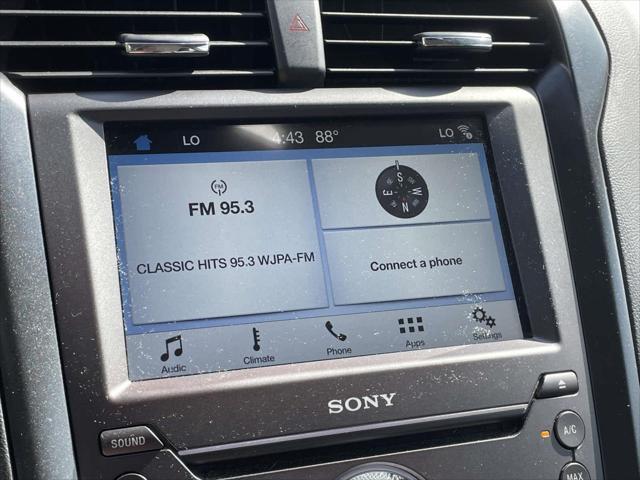 LO 4:43 88° LO
FM
FM 95.3
CLASSIC HITS 95.3 WJPA-FM
S
E W
N
Connect a phone
Audio Climate Phone Apps Settings
SONY
SOUND
A/C
MAX